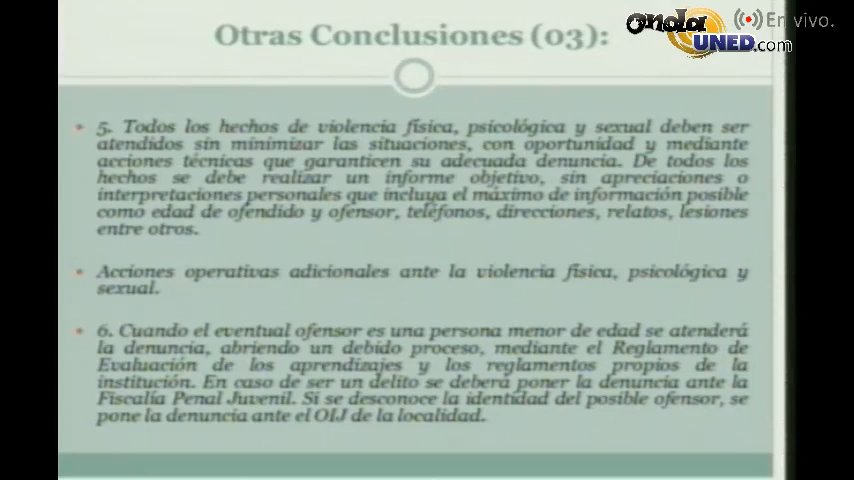 Otras Conclusiones (03):
onda
UNED.com
En vivo.
5. Todos los hechos de violencia física, psicológica y sexual deben ser
atendidos sin minimizar las situaciones, con oportunidad y mediante
acciones técnicas que garanticen su adecuada denuncia. De todos los
hechos se debe realizar un informe objetivo, sin apreciaciones o
interpretaciones personales que incluya el máximo de información posible
como edad de ofendido y ofensor, teléfonos, direcciones, relatos, lesiones
entre otros.
Acciones operativas adicionales ante la violencia física, psicológica y
sexual.
6. Cuando el eventual ofensor es una persona menor de edad se atenderá
la denuncia, abriendo un debido proceso, mediante el Reglamento de
Evaluación de los aprendizajes y los reglamentos propios de la
institución. En caso de ser un delito se deberá poner la denuncia ante la
Fiscalía Penal Juvenil. Si se desconoce la identidad del posible ofensor, se
pone la denuncia ante el OIJ de la localidad.